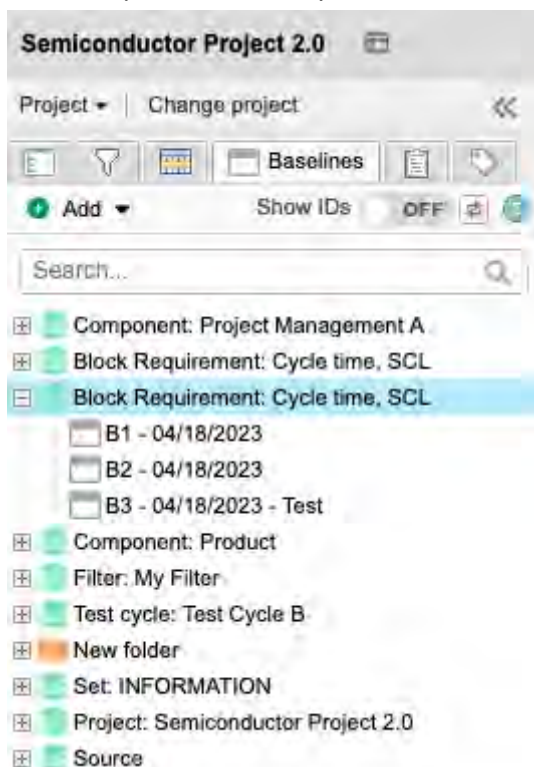 Semiconductor Project 2.0
Project | Change project
Baselines
Add Show IDs OFF
Search...
Component: Project Management A
Block Requirement: Cycle time, SCL
Block Requirement: Cycle time, SCL
B1 - 04/18/2023
B2 - 04/18/2023
B3 - 04/18/2023 - Test
Component: Product
Filter: My Filter
Test cycle: Test Cycle B
New folder
Set: INFORMATION
Project: Semiconductor Project 2.0
Source